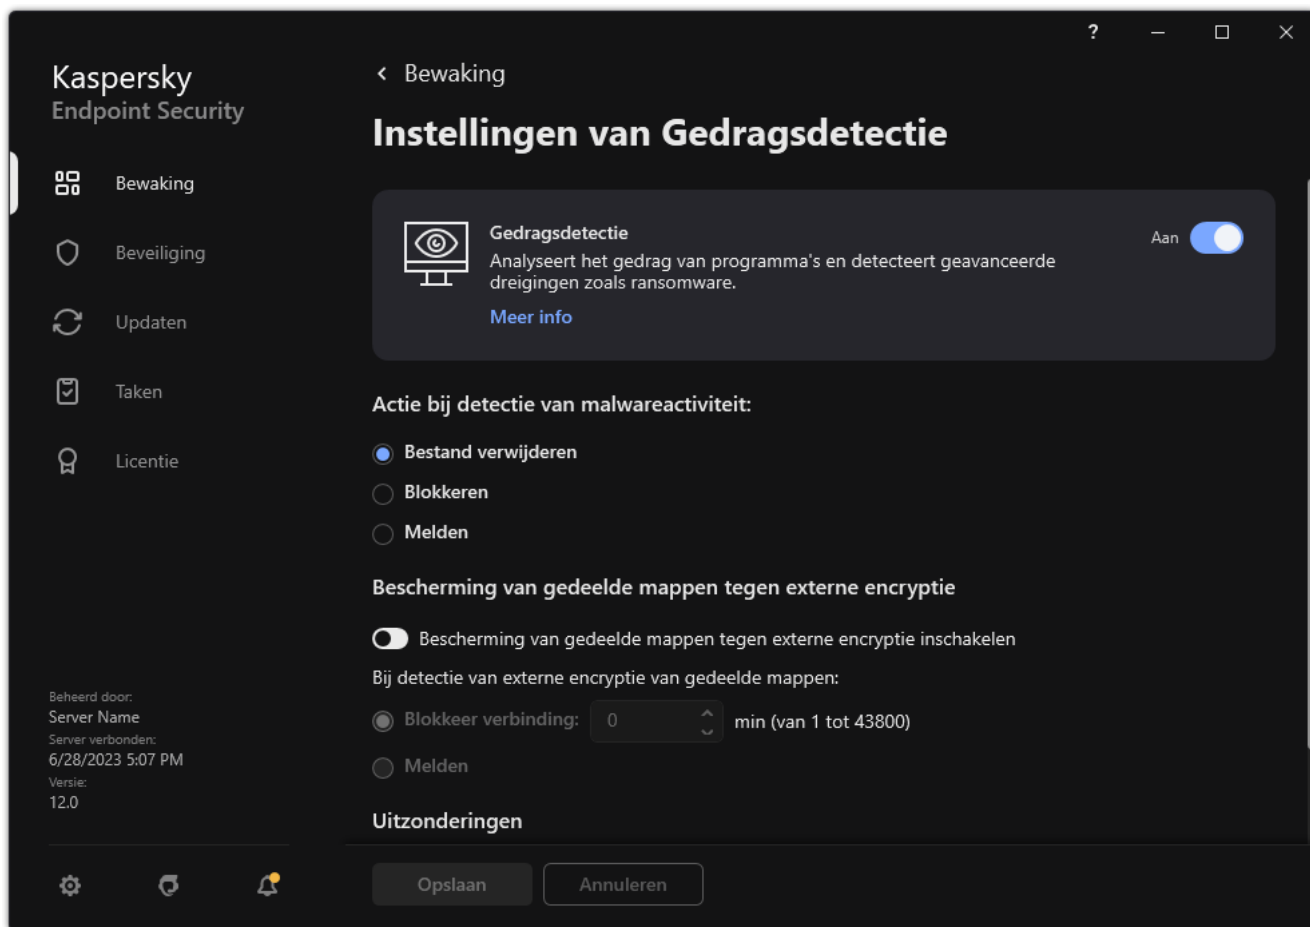 ?
Kaspersky
Endpoint Security
Bewaking
Beveiliging
Updaten
Taken
Licentie
Beheerd door:
Server Name
Server verbonden:
6/28/2023 5:07 PM
Versie:
12.0
Bewaking
Instellingen van Gedragsdetectie
Gedragsdetectie
Aan
Analyseert het gedrag van programma's en detecteert geavanceerde
dreigingen zoals ransomware.
Meer info
Actie bij detectie van malwareactiviteit:
Bestand verwijderen
Blokkeren
Melden
Bescherming van gedeelde mappen tegen externe encryptie
Bescherming van gedeelde mappen tegen externe encryptie inschakelen
Bij detectie van externe encryptie van gedeelde mappen:
Blokkeer verbinding: 0 min (van 1 tot 43800)
Melden
Uitzonderingen
Opslaan Annuleren